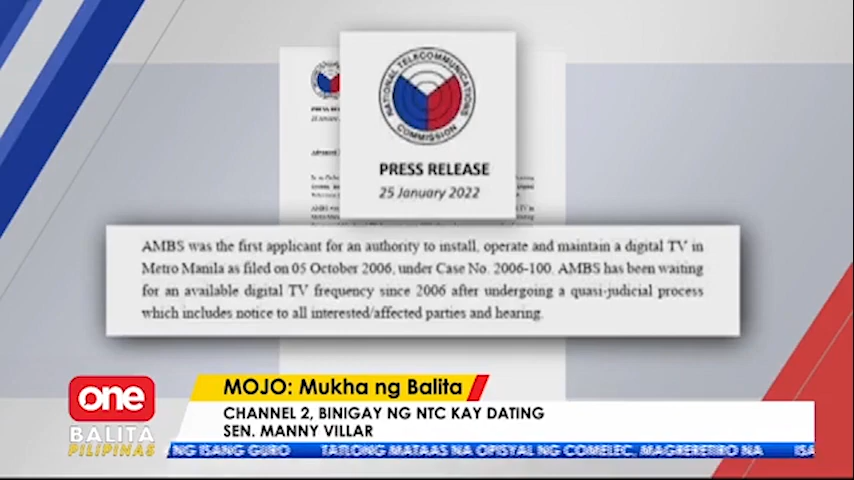 NATIONAL TELECOMMUNICATIONS
COMMISSION
PRESS RELEASE
25 January 2022
AMBS was the first applicant for an authority to install, operate and maintain a digital TV in
Metro Manila as filed on 05 October 2006, under Case No. 2006-100. AMBS has been waiting
for an available digital TV frequency since 2006 after undergoing a quasi-judicial process
which includes notice to all interested/affected parties and hearing.
one
BALITA
PILIPINAS
MOJO: Mukha ng Balita
CHANNEL 2, BINIGAY NG NTC KAY DATING
SEN. MANNY VILLAR
NG ISANG GURO TATLONG MATAAS NA OPISYAL NG COMELEC, MAGRERETIRO NA ISA